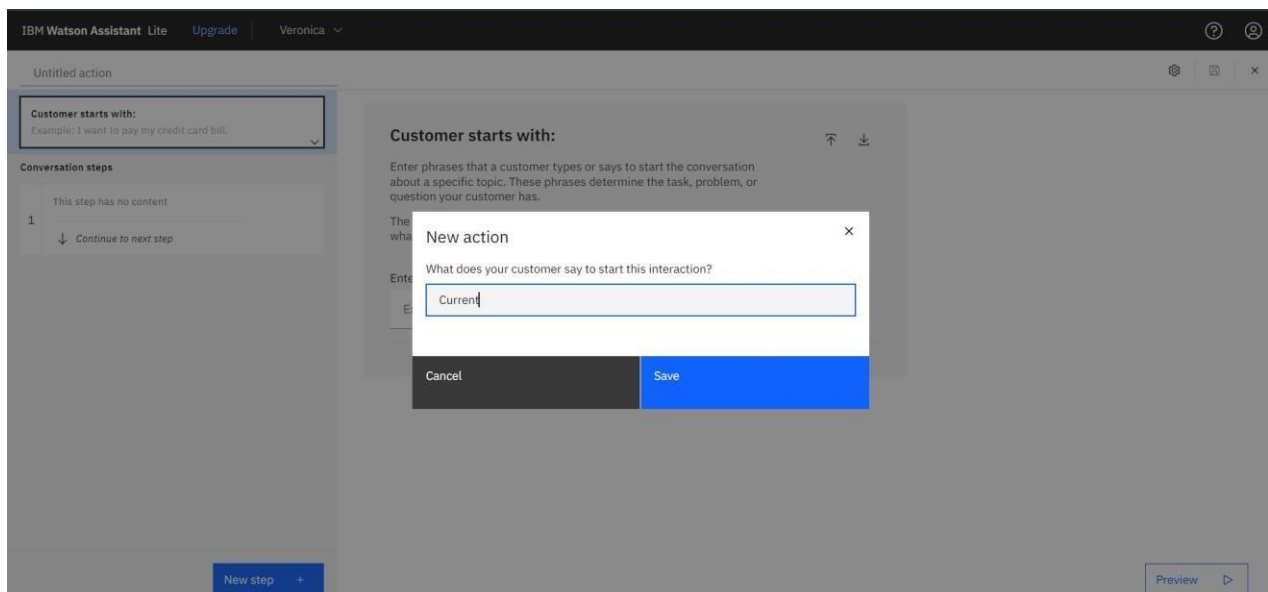 IBM Watson Assistant Lite Upgrade Veronica
Untitled action
Customer starts with:
Example: I want to pay my credit card bill.
Conversation steps
1
This step has no content
Continue to next step
New step +
Customer starts with:
Enter phrases that a customer types or says to start the conversation
about a specific topic. These phrases determine the task, problem, or
question your customer has.
The
wha
Ente
New action
What does your customer say to start this interaction?
Current
Cancel
Save
Preview